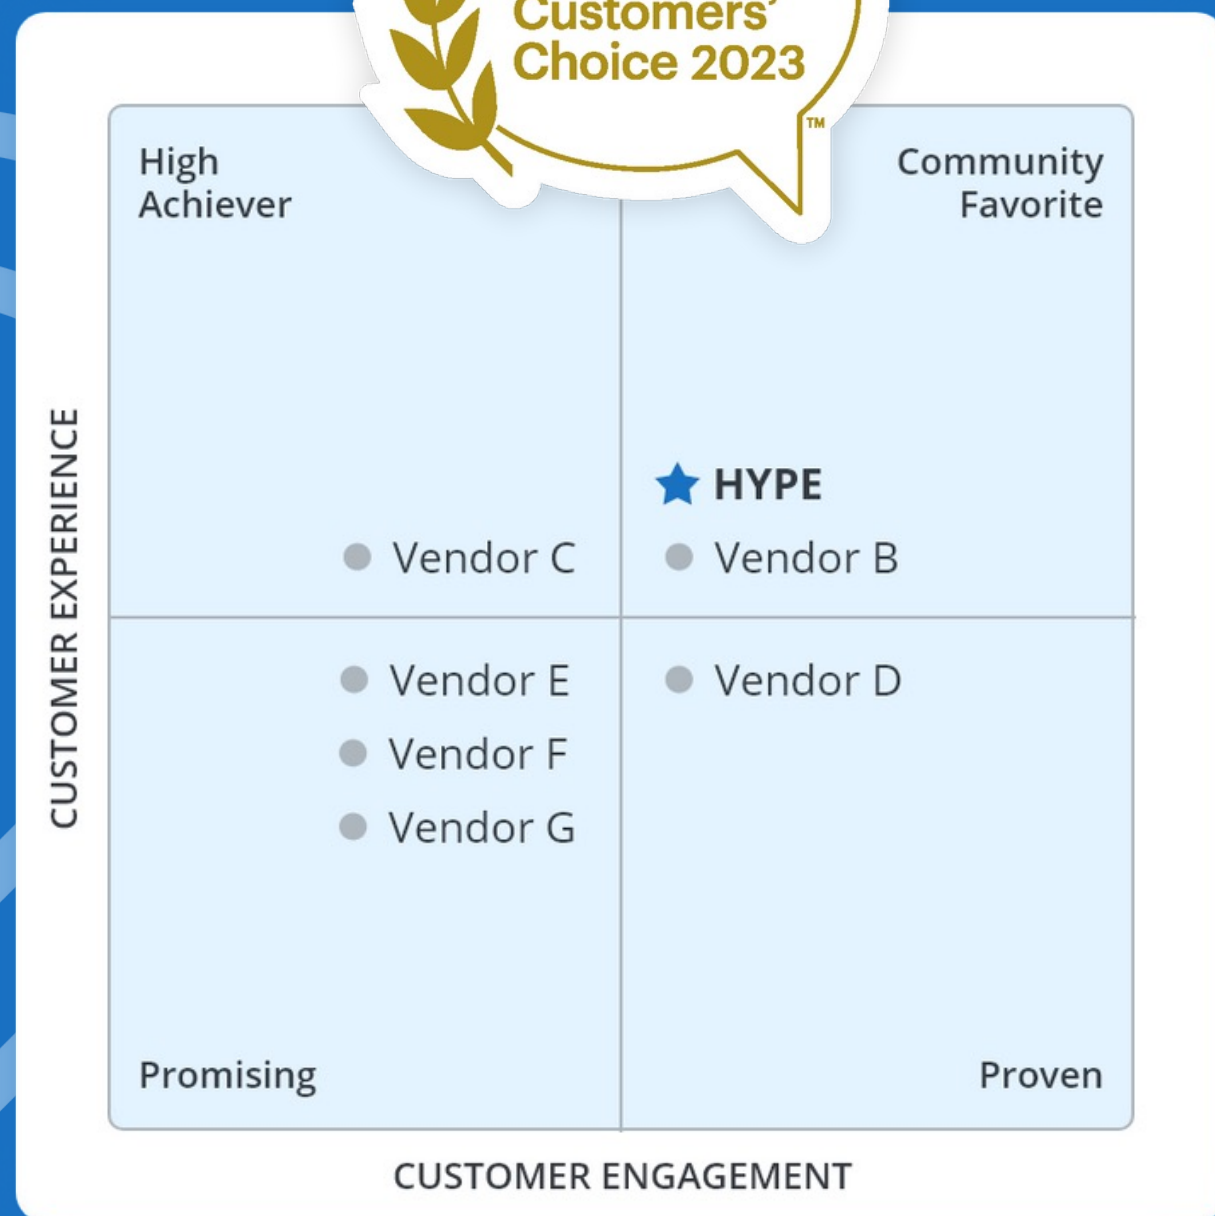 Customers'
Choice 2023
TM
High
Achiever
Community
Favorite
HYPE
Vendor C
Vendor B
Vendor E
Vendor D
Vendor F
Vendor G
Promising
Proven
CUSTOMER EXPERIENCE
CUSTOMER ENGAGEMENT